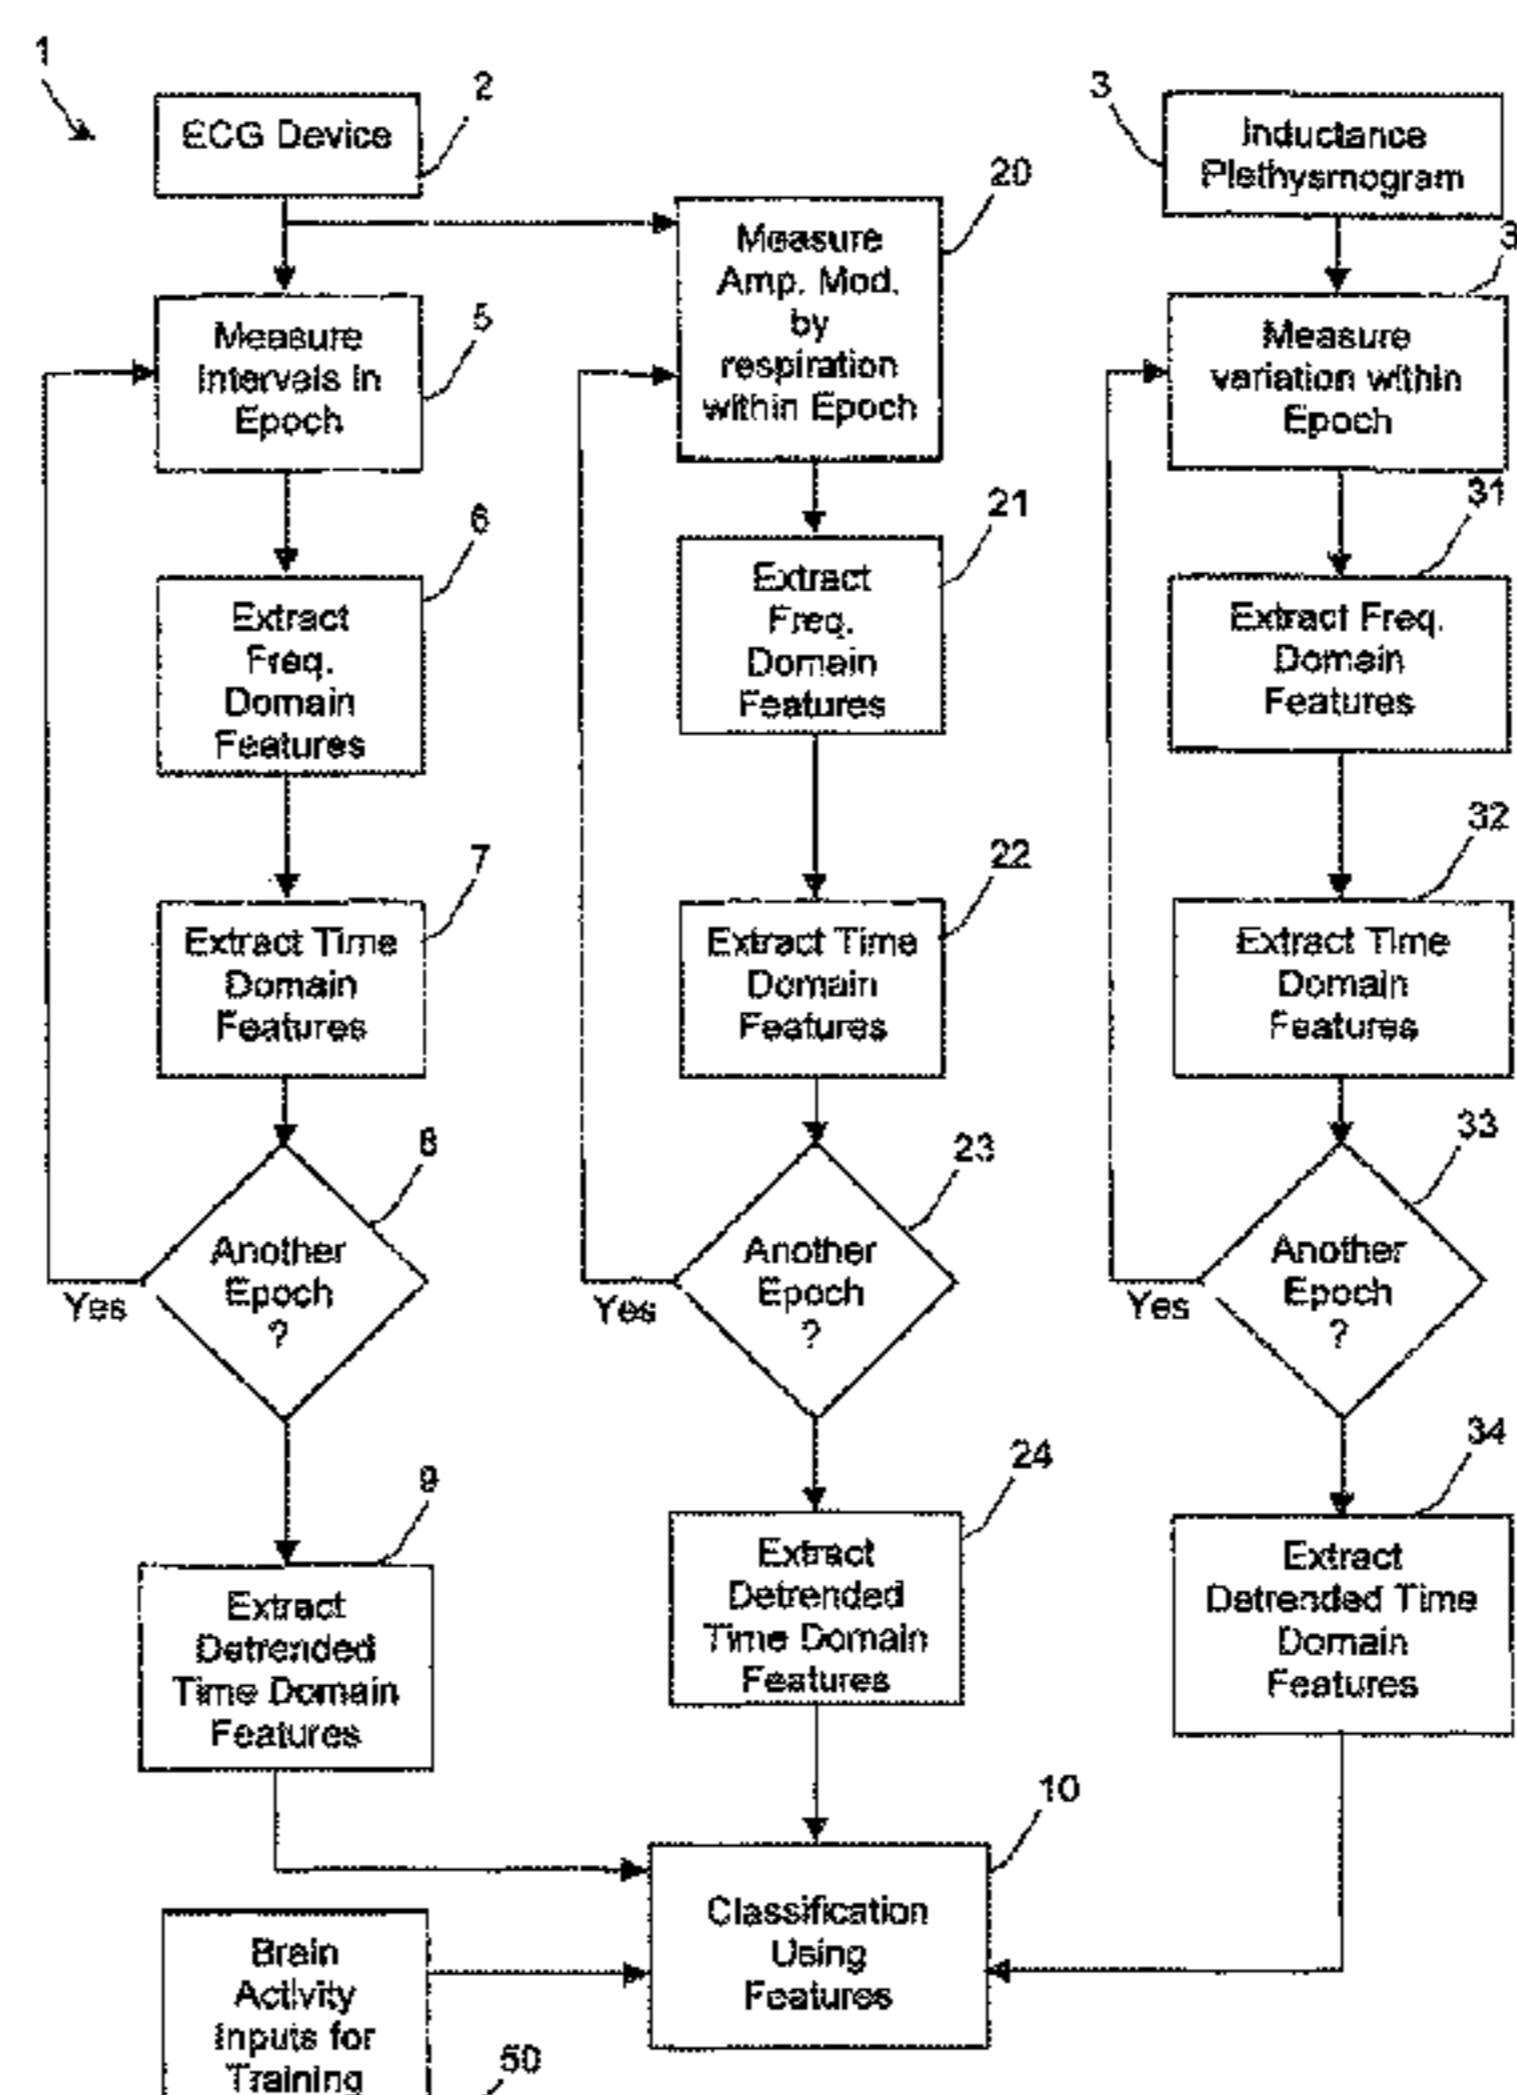 1
2
ECG Device
3
Inductance
Plethysmogram
20
Measure
Amp. Mod.
by
respiration
within Epoch
5
Measure
Intervals in
Epoch
3
Measure
variation within
Epoch
6
Extract
Freq.
Domain
Features
21
Extract
Freq.
Domain
Features
31
Extract Freq.
Domain
Features
7
Extract Time
Domain
Features
22
Extract Time
Domain
Features
32
Extract Time
Domain
Features
8
Another
Epoch
?
Yes
23
Another
Epoch
?
Yes
33
Another
Epoch
?
Yes
9
Extract
Detrended
Time Domain
Features
24
Extract
Detrended
Time Domain
Features
34
Extract
Detrended Time
Domain
Features
10
Classification
Using
Features
Brain
Activity
Inputs for
Training
50